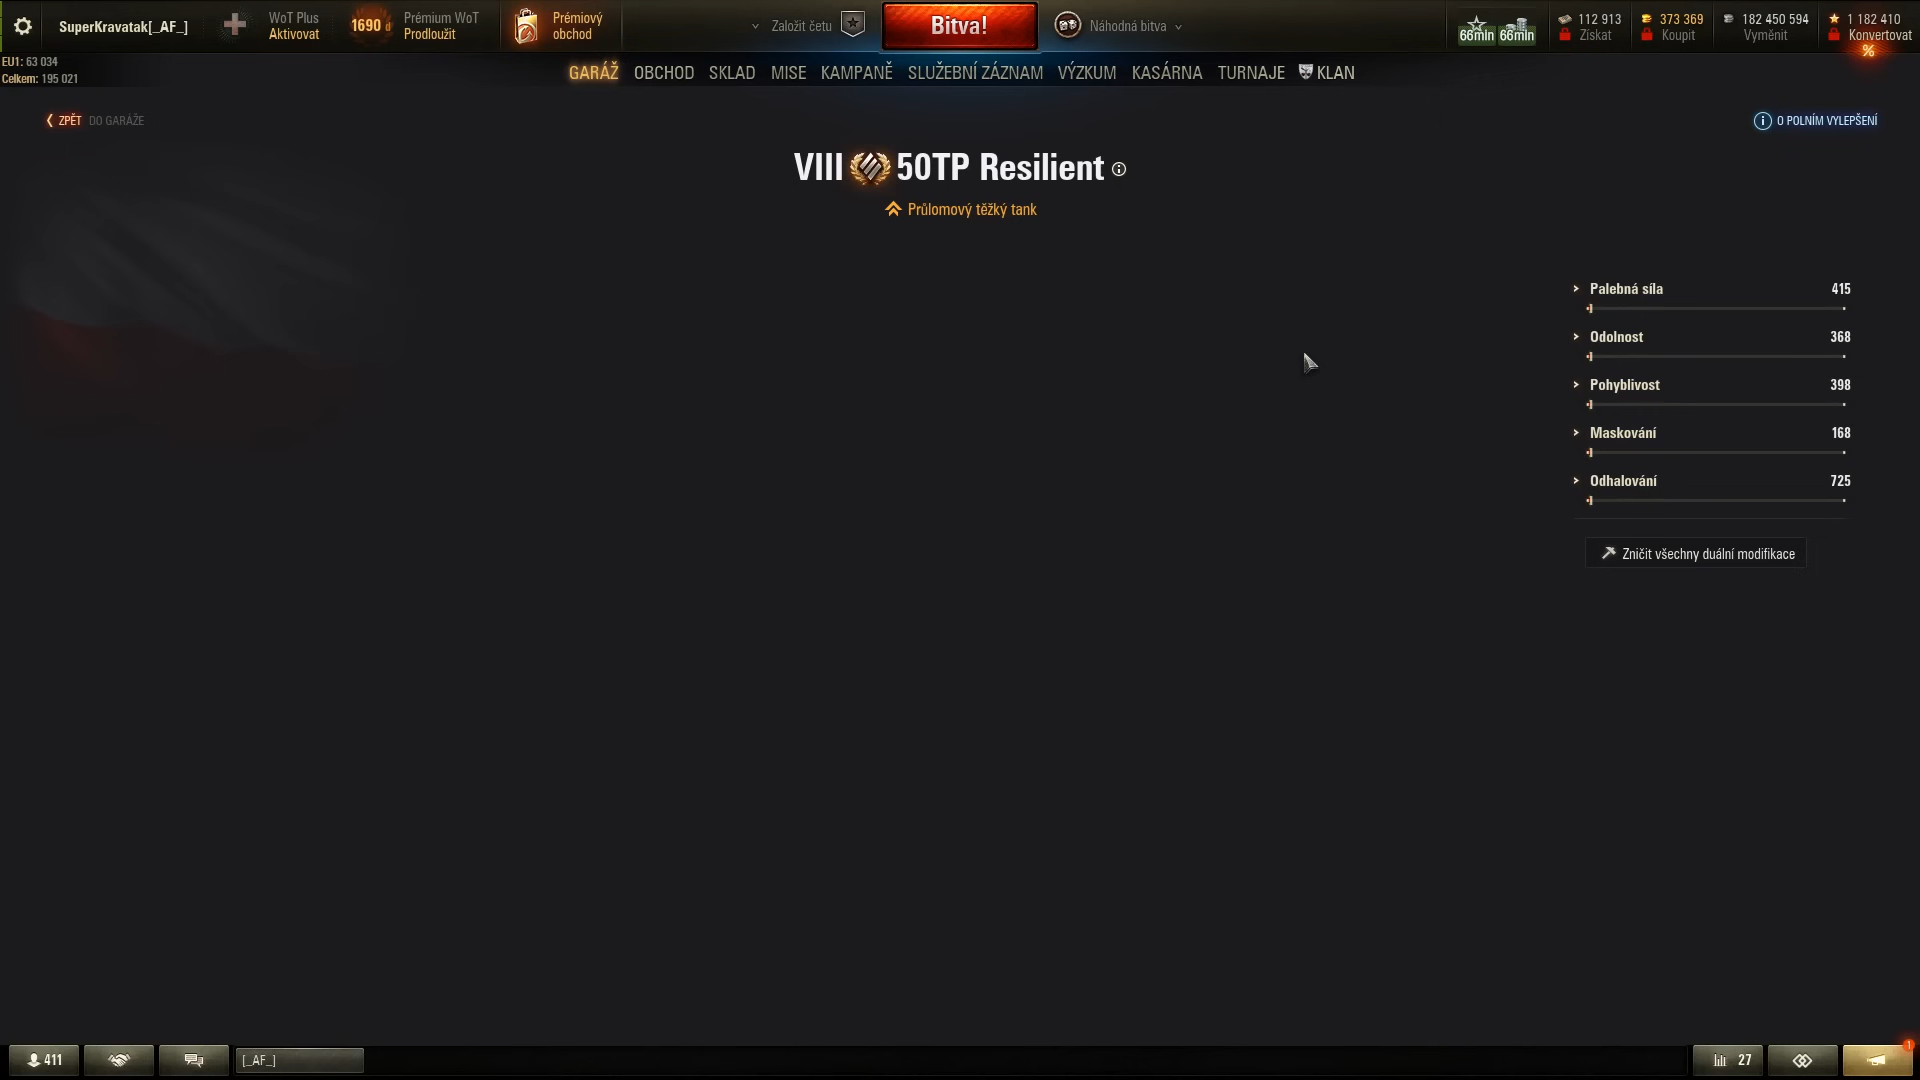 SuperKravatak[_AF_]
WoT Plus
Aktivovat
1690 d
Prémium WoT
Prodloužit
Prémiový
obchod
Založit četu
Bitva!
Náhodná bitva
66min
66min
112 913
Získat
373 369
Koupit
182 450 594
Vyměnit
1 182 410
Konvertovat
%
EU1: 63 034
Celkem: 195 021
GARÁŽ
OBCHOD
SKLAD
MISE
KAMPANĚ
SLUŽEBNÍ ZÁZNAM
VÝZKUM
KASÁRNA
TURNAJE
KLAN
ZPĚT DO GARÁŽE
O POLNÍM VYLEPŠENÍ
VIII 50TP Resilient
Průlomový těžký tank
Palebná síla 415
Odolnost 368
Pohyblivost 398
Maskování 168
Odhalování 725
Zničit všechny duální modifikace
411
[_AF_]
27
1